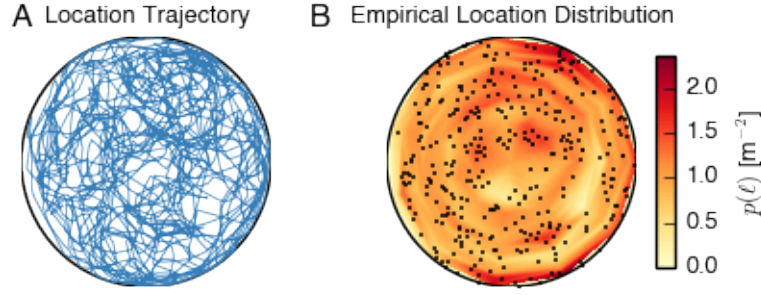 A Location Trajectory
B Empirical Location Distribution
2.0
1.5
1.0
0.5
0.0
p(ℓ) [m⁻²]